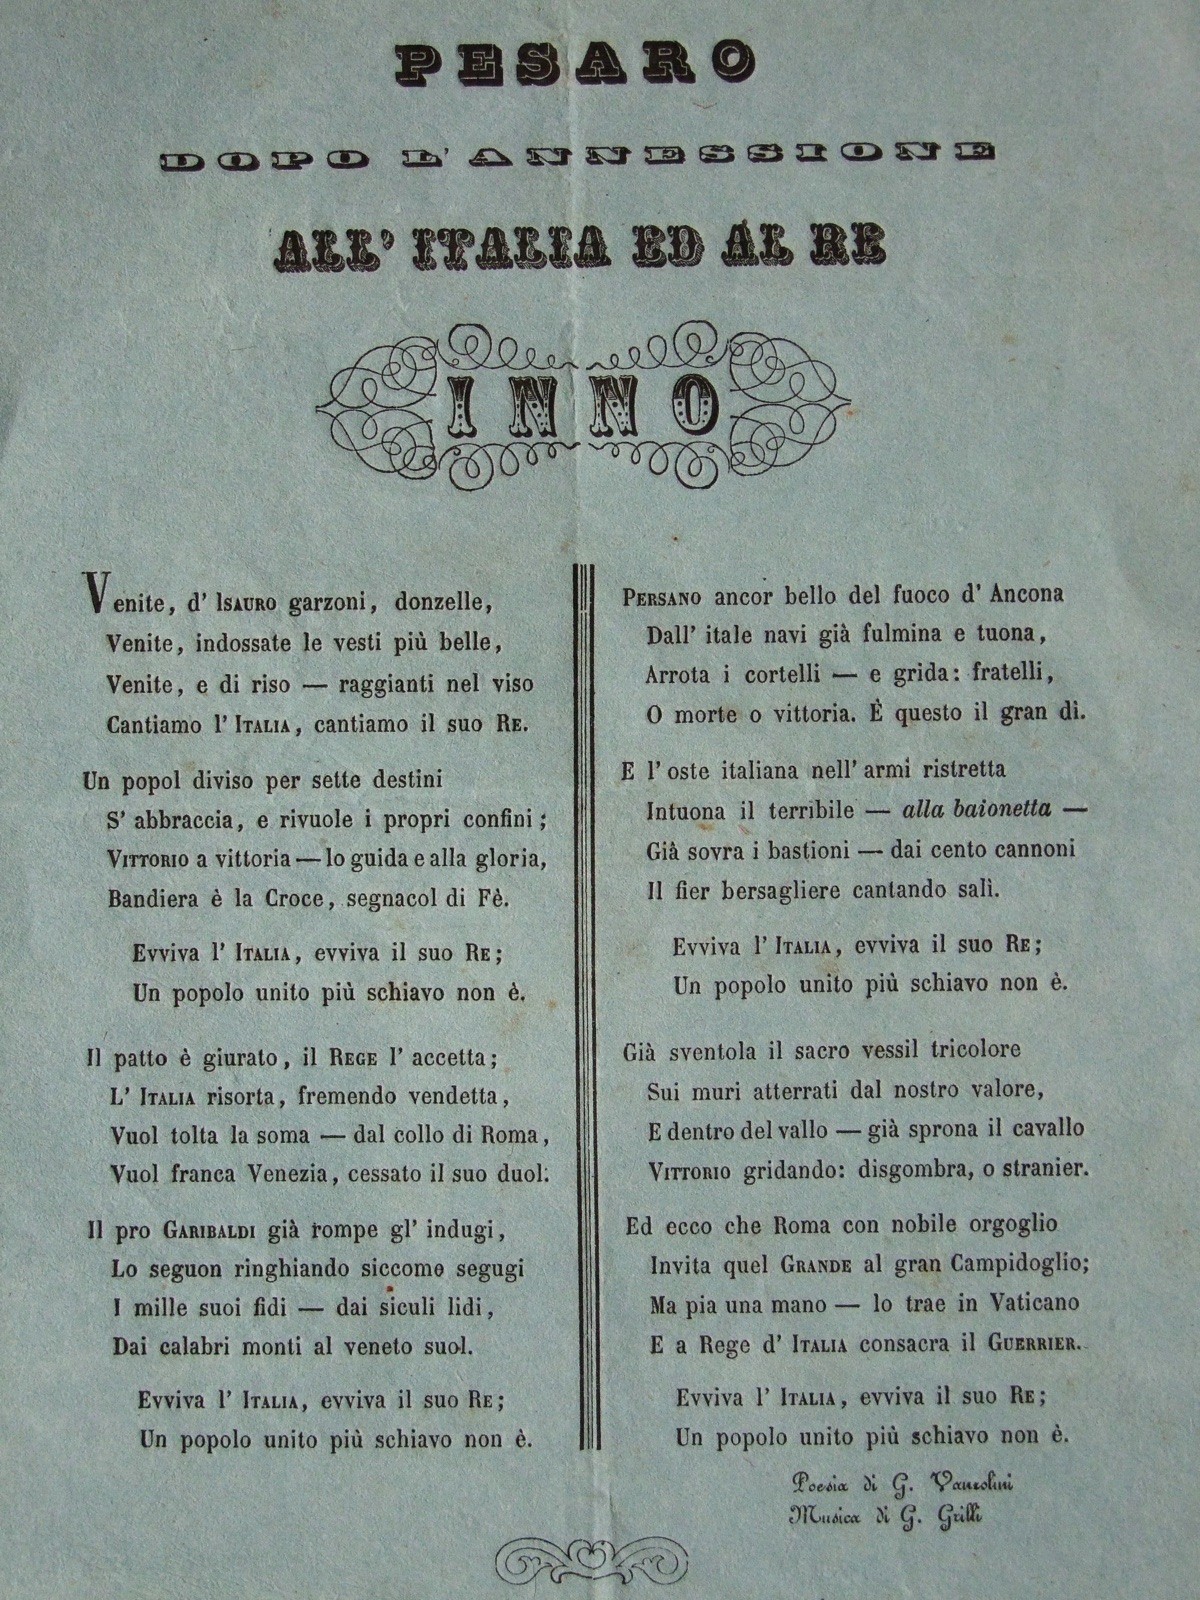 PESARO
DOPO L'ANNESSIONE
ALL'ITALIA ED AL RE
INNO
Venite, d' ISAURO garzoni, donzelle,
Venite, indossate le vesti più belle,
Venite, e di riso — raggianti nel viso
Cantiamo l' ITALIA, cantiamo il suo RE.
Un popol diviso per sette destini
S' abbraccia, e rivuole i propri confini;
VITTORIO a vittoria — lo guida e alla gloria,
Bandiera è la Croce, segnacol di Fè.
Evviva l' ITALIA, evviva il suo RE;
Un popolo unito più schiavo non è.
Il patto è giurato, il REGE l' accetta;
L' ITALIA risorta, fremendo vendetta,
Vuol tolta la soma — dal collo di Roma,
Vuol franca Venezia, cessato il suo duol.
Il pro GARIBALDI già rompe gl' indugi,
Lo seguon ringhiando siccome segugi
I mille suoi fidi — dai siculi lidi,
Dai calabri monti al veneto suol.
Evviva l' ITALIA, evviva il suo RE;
Un popolo unito più schiavo non è.
PERSANO ancor bello del fuoco d' Ancona
Dall' itale navi già fulmina e tuona,
Arrota i cortelli — e grida: fratelli,
O morte o vittoria. È questo il gran dì.
E l' oste italiana nell' armi ristretta
Intuona il terribile — alla baionetta —
Già sovra i bastioni — dai cento cannoni
Il fier bersagliere cantando salì.
Evviva l' ITALIA, evviva il suo RE;
Un popolo unito più schiavo non è.
Già sventola il sacro vessil tricolore
Sui muri atterrati dal nostro valore,
E dentro del vallo — già sprona il cavallo
VITTORIO gridando: disgombra, o stranier.
Ed ecco che Roma con nobile orgoglio
Invita quel GRANDE al gran Campidoglio;
Ma pia una mano — lo trae in Vaticano
E a Rege d' ITALIA consacra il GUERRIER.
Evviva l' ITALIA, evviva il suo RE;
Un popolo unito più schiavo non è.
Poesia di G. Vanzolini
Musica di G. Grilli